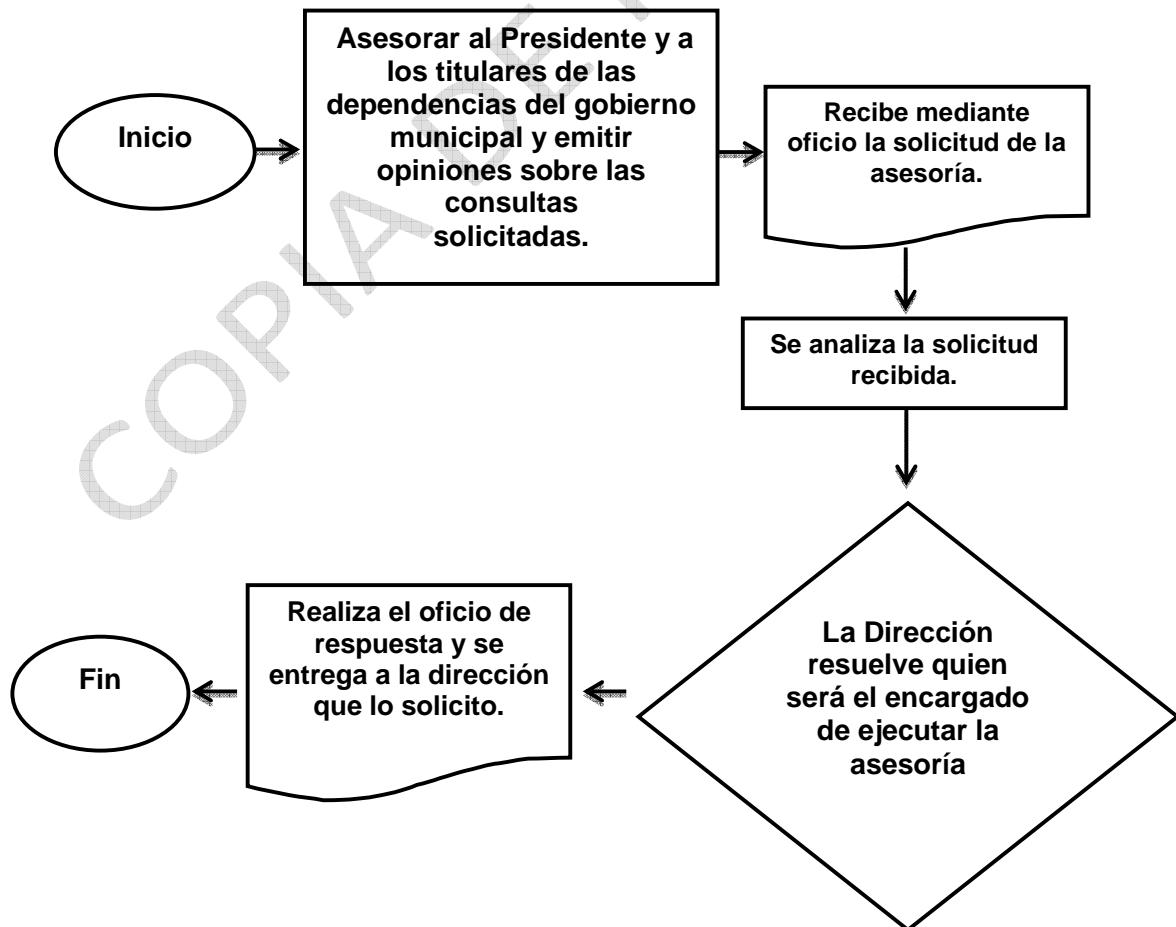 Inicio
Asesorar al Presidente y a
los titulares de las
dependencias del gobierno
municipal y emitir
opiniones sobre las
consultas
solicitadas.
Recibe mediante
oficio la solicitud de la
asesoría.
Se analiza la solicitud
recibida.
La Dirección
resuelve quien
será el encargado
de ejecutar la
asesoría
Realiza el oficio de
respuesta y se
entrega a la dirección
que lo solicito.
Fin
COPIA DE